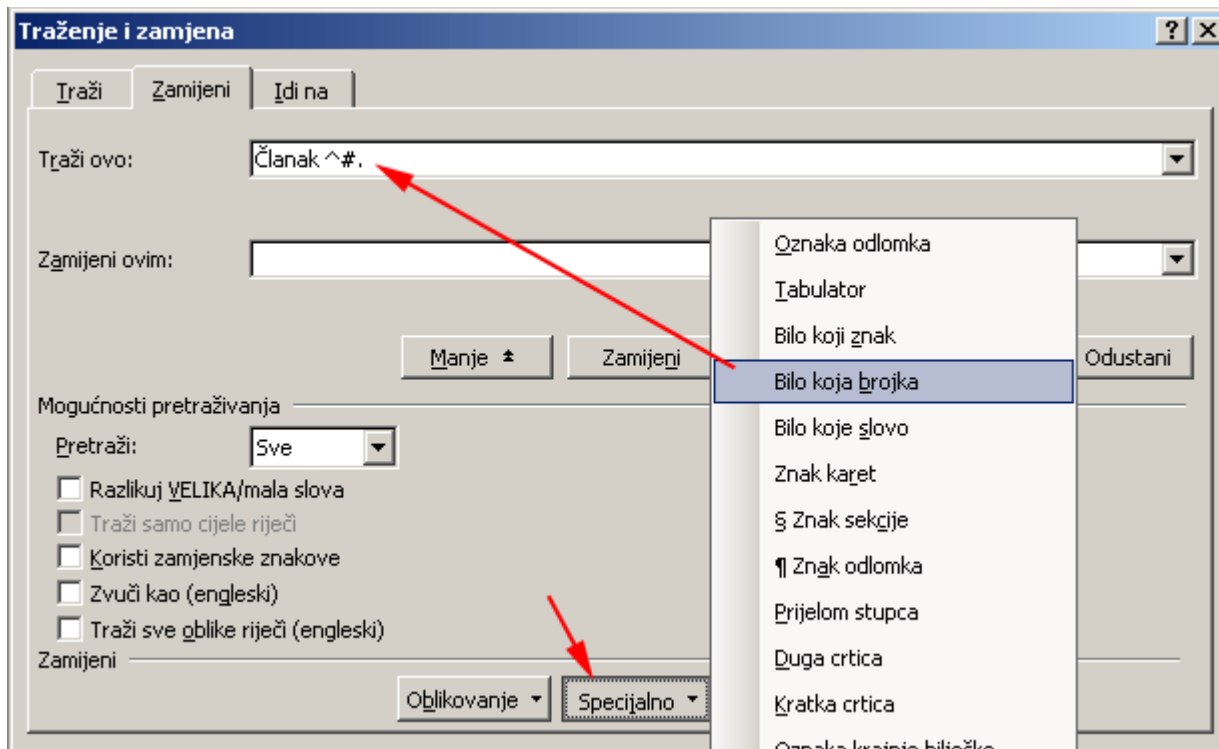 Traženje i zamjena
Traži
Zamijeni
Idi na
Traži ovo:
Članak ^#.
Zamijeni ovim:
Manje
Zamijeni
Odustani
Mogućnosti pretraživanja
Pretraži:
Sve
Razlikuj VELIKA/mala slova
Traži samo cijele riječi
Koristi zamjenske znakove
Zvuči kao (engleski)
Traži sve oblike riječi (engleski)
Zamijeni
Oblikovanje
Specijalno
Oznaka odlomka
Tabulator
Bilo koji znak
Bilo koja brojka
Bilo koje slovo
Znak karet
§ Znak sekcije
¶ Znak odlomka
Prijelom stupca
Duga crtica
Kratka crtica
Oznaka krajnje bilješke